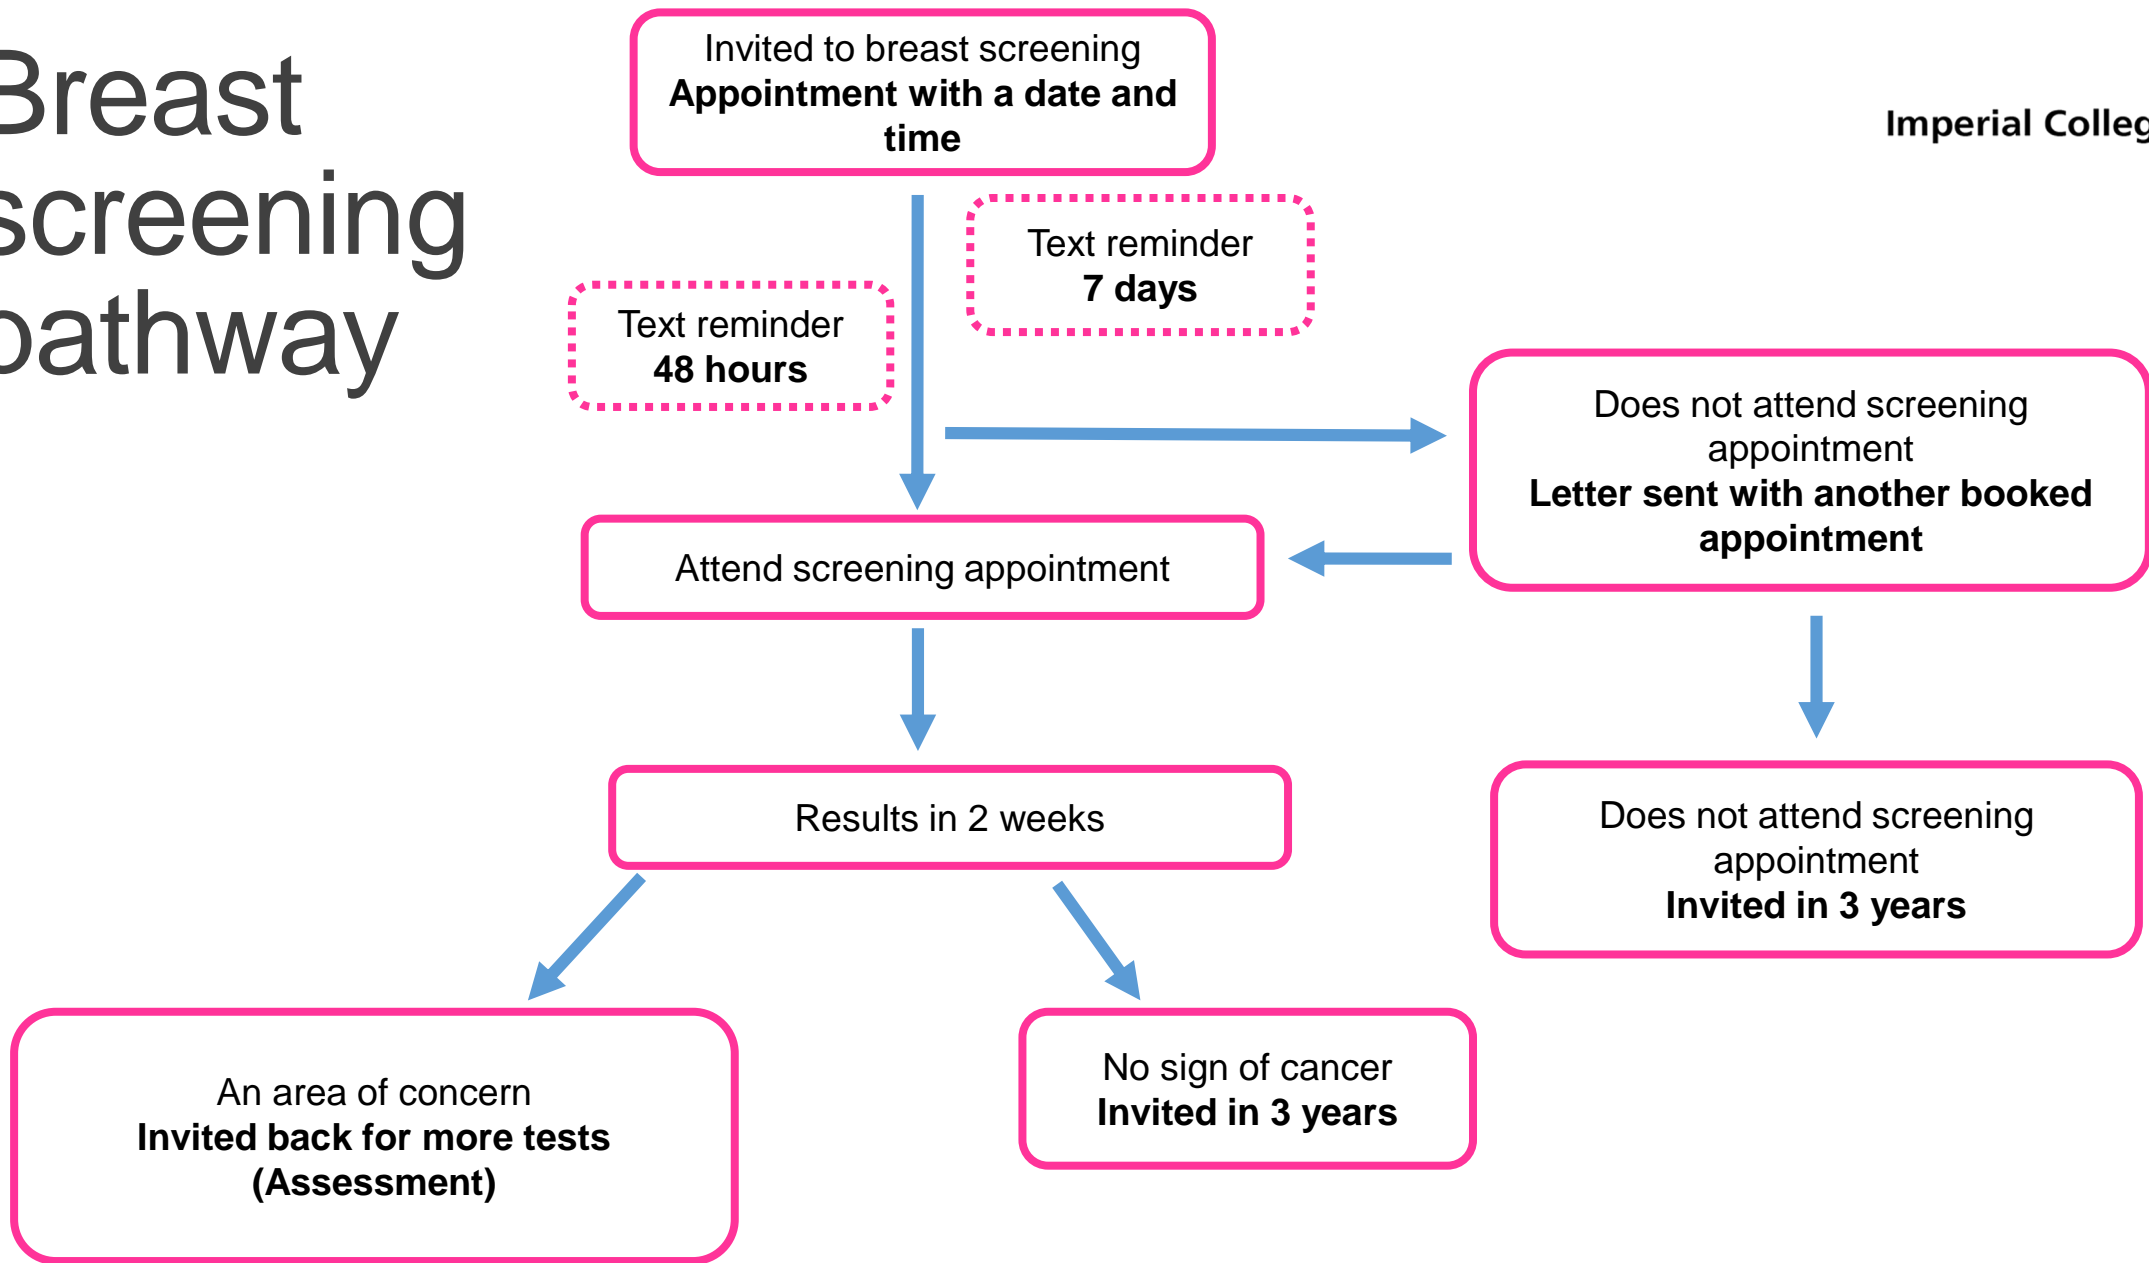 Breast
screening
pathway
Invited to breast screening
Appointment with a date and
time
Imperial Colleg
Text reminder
7 days
Text reminder
48 hours
Does not attend screening
appointment
Letter sent with another booked
appointment
Attend screening appointment
Results in 2 weeks
Does not attend screening
appointment
Invited in 3 years
An area of concern
Invited back for more tests
(Assessment)
No sign of cancer
Invited in 3 years